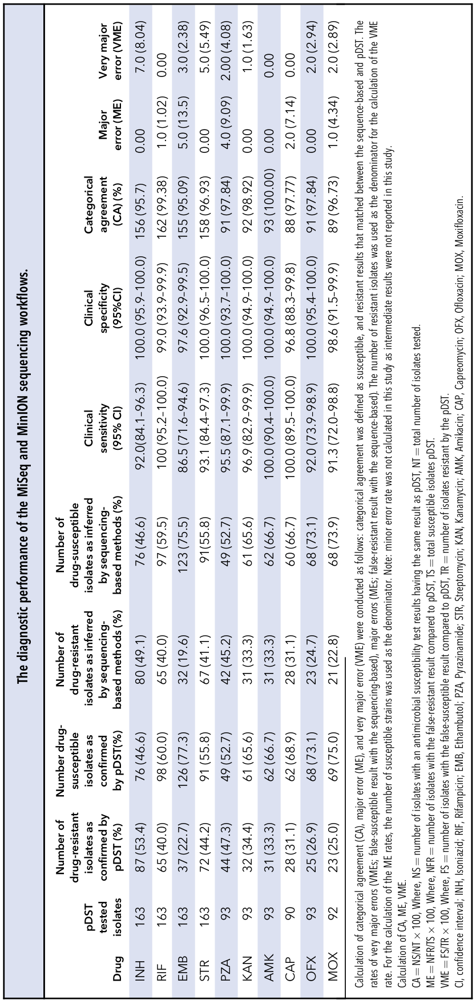 The diagnostic performance of the MiSeq and MinION sequencing workflows.
Drug | pDST tested isolates | Number of drug-resistant isolates as confirmed by pDST (%) | Number drug-susceptible isolates as confirmed by pDST(%) | Number of drug-resistant isolates as inferred by sequencing-based methods (%) | Number of drug-susceptible isolates as inferred by sequencing-based methods (%) | Clinical sensitivity (95% CI) | Clinical specificity (95%CI) | Categorical agreement (CA) (%) | Major error (ME) | Very major error (VME)
INH 163 87 (53.4) 76 (46.6) 80 (49.1) 76 (46.6) 92.0(84.1–96.3) 100.0 (95.9–100.0) 156 (95.7) 0.00 7.0 (8.04)
RIF 163 65 (40.0) 98 (60.0) 65 (40.0) 97 (59.5) 100 (95.2–100.0) 99.0 (93.9–99.9) 162 (99.38) 1.0 (1.02) 0.00
EMB 163 37 (22.7) 126 (77.3) 32 (19.6) 123 (75.5) 86.5 (71.6–94.6) 97.6 (92.9–99.5) 155 (95.09) 5.0 (13.5) 3.0 (2.38)
STR 163 72 (44.2) 91 (55.8) 67 (41.1) 91(55.8) 93.1 (84.4–97.3) 100.0 (96.5–100.0) 158 (96.93) 0.00 5.0 (5.49)
PZA 93 44 (47.3) 49 (52.7) 42 (45.2) 49 (52.7) 95.5 (87.1–99.9) 100.0 (93.7–100.0) 91 (97.84) 4.0 (9.09) 2.00 (4.08)
KAN 93 32 (34.4) 61 (65.6) 31 (33.3) 61 (65.6) 96.9 (82.9–99.9) 100.0 (94.9–100.0) 92 (98.92) 0.00 1.0 (1.63)
AMK 93 31 (33.3) 62 (66.7) 31 (33.3) 62 (66.7) 100.0 (90.4–100.0) 100.0 (94.9–100.0) 93 (100.00) 0.00 0.00
CAP 90 28 (31.1) 62 (68.9) 28 (31.1) 60 (66.7) 100.0 (89.5–100.0) 96.8 (88.3–99.8) 88 (97.77) 2.0 (7.14) 0.00
OFX 93 25 (26.9) 68 (73.1) 23 (24.7) 68 (73.1) 92.0 (73.9–98.9) 100.0 (95.4–100.0) 91 (97.84) 0.00 2.0 (2.94)
MOX 92 23 (25.0) 69 (75.0) 21 (22.8) 68 (73.9) 91.3 (72.0–98.8) 98.6 (91.5–99.9) 89 (96.73) 1.0 (4.34) 2.0 (2.89)
Calculation of categorical agreement (CA), major error (ME), and very major error (VME) were conducted as follows: categorical agreement was defined as susceptible, and resistant results that matched between the sequence-based and pDST. The
rates of very major errors (VMEs; false-susceptible result with the sequencing-based), major errors (MEs; false-resistant result with the sequence-based). The number of resistant isolates was used as the denominator for the calculation of the VME
rate. For the calculation of the ME rates, the number of susceptible strains was used as the denominator. Note: minor error rate was not calculated in this study as intermediate results were not reported in this study.
Calculation of CA, ME, VME.
CA = NS/NT × 100, Where, NS = number of isolates with an antimicrobial susceptibility test results having the same result as pDST, NT = total number of isolates tested.
ME = NFR/TS × 100, Where, NFR = number of isolates with the false-resistant result compared to pDST, TS = total susceptible isolates pDST.
VME = FS/TR × 100, Where, FS = number of isolates with the false-susceptible result compared to pDST, TR = number of isolates resistant by the pDST.
CI, confidence interval; INH, Isoniazid; RIF, Rifampicin; EMB, Ethambutol; PZA, Pyrazinamide; STR, Streptomycin; KAN, Kanamycin; AMK, Amikacin; CAP, Capreomycin; OFX, Ofloxacin; MOX, Moxifloxacin.